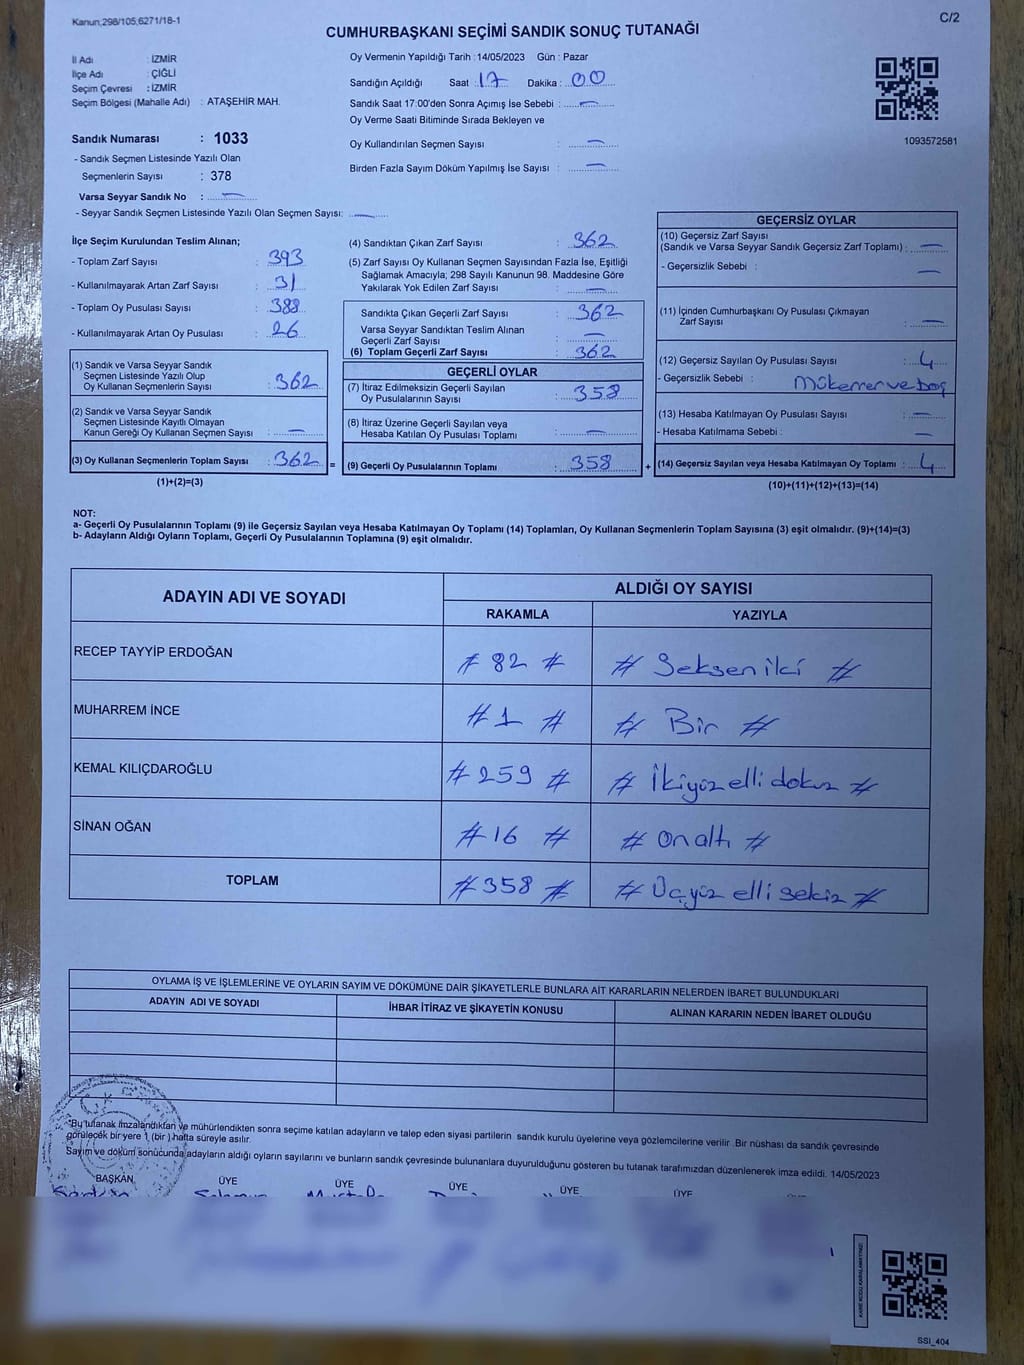 Kanun;298/105;6271/18-1
C/2
CUMHURBAŞKANI SEÇİMİ SANDIK SONUÇ TUTANAĞI
İl Adı : İZMİR
İlçe Adı : ÇİĞLİ
Seçim Çevresi : İZMİR
Seçim Bölgesi (Mahalle Adı) : ATAŞEHİR MAH.
Sandık Numarası : 1033
- Sandık Seçmen Listesinde Yazılı Olan
Seçmenlerin Sayısı : 378
Varsa Seyyar Sandık No : —
- Seyyar Sandık Seçmen Listesinde Yazılı Olan Seçmen Sayısı: —
Oy Vermenin Yapıldığı Tarih : 14/05/2023 Gün : Pazar
Sandığın Açıldığı Saat : 17 Dakika : 00
Sandık Saat 17:00'den Sonra Açımış İse Sebebi : —
Oy Verme Saati Bitiminde Sırada Bekleyen ve
Oy Kullandırılan Seçmen Sayısı : —
Birden Fazla Sayım Döküm Yapılmış İse Sayısı : —
1093572581
İlçe Seçim Kurulundan Teslim Alınan;
- Toplam Zarf Sayısı : 393
- Kullanılmayarak Artan Zarf Sayısı : 31
- Toplam Oy Pusulası Sayısı : 388
- Kullanılmayarak Artan Oy Pusulası : 26
(1) Sandık ve Varsa Seyyar Sandık
Seçmen Listesinde Yazılı Olup
Oy Kullanan Seçmenlerin Sayısı : 362
(2) Sandık ve Varsa Seyyar Sandık
Seçmen Listesinde Kayıtlı Olmayan
Kanun Gereği Oy Kullanan Seçmen Sayısı : —
(3) Oy Kullanan Seçmenlerin Toplam Sayısı : 362
(1)+(2)=(3)
(4) Sandıktan Çıkan Zarf Sayısı : 362
(5) Zarf Sayısı Oy Kullanan Seçmen Sayısından Fazla İse, Eşitliği
Sağlamak Amacıyla; 298 Sayılı Kanunun 98. Maddesine Göre
Yakılarak Yok Edilen Zarf Sayısı : —
Sandıkta Çıkan Geçerli Zarf Sayısı : 362
Varsa Seyyar Sandıktan Teslim Alınan
Geçerli Zarf Sayısı : —
(6) Toplam Geçerli Zarf Sayısı : 362
GEÇERLİ OYLAR
(7) İtiraz Edilmeksizin Geçerli Sayılan
Oy Pusulalarının Sayısı : 358
(8) İtiraz Üzerine Geçerli Sayılan veya
Hesaba Katılan Oy Pusulası Toplamı : —
= (9) Geçerli Oy Pusulalarının Toplamı : 358
GEÇERSİZ OYLAR
(10) Geçersiz Zarf Sayısı
(Sandık ve Varsa Seyyar Sandık Geçersiz Zarf Toplamı) : —
- Geçersizlik Sebebi : —
(11) İçinden Cumhurbaşkanı Oy Pusulası Çıkmayan
Zarf Sayısı : —
(12) Geçersiz Sayılan Oy Pusulası Sayısı : 4
- Geçersizlik Sebebi : Mükerrer ve boş
(13) Hesaba Katılmayan Oy Pusulası Sayısı : —
- Hesaba Katılmama Sebebi : —
+ (14) Geçersiz Sayılan veya Hesaba Katılmayan Oy Toplamı : 4
(10)+(11)+(12)+(13)=(14)
NOT:
a- Geçerli Oy Pusulalarının Toplamı (9) ile Geçersiz Sayılan veya Hesaba Katılmayan Oy Toplamı (14) Toplamları, Oy Kullanan Seçmenlerin Toplam Sayısına (3) eşit olmalıdır. (9)+(14)=(3)
b- Adayların Aldığı Oyların Toplamı, Geçerli Oy Pusulalarının Toplamına (9) eşit olmalıdır.
ADAYIN ADI VE SOYADI
ALDIĞI OY SAYISI
RAKAMLA YAZIYLA
RECEP TAYYİP ERDOĞAN # 82 # # Seksen iki #
MUHARREM İNCE # 1 # # Bir #
KEMAL KILIÇDAROĞLU # 259 # # İkiyüz elli dokuz #
SİNAN OĞAN # 16 # # On altı #
TOPLAM # 358 # # Üçyüz elli sekiz #
OYLAMA İŞ VE İŞLEMLERİNE VE OYLARIN SAYIM VE DÖKÜMÜNE DAİR ŞİKAYETLERLE BUNLARA AİT KARARLARIN NELERDEN İBARET BULUNDUKLARI
ADAYIN ADI VE SOYADI İHBAR İTİRAZ VE ŞİKAYETİN KONUSU ALINAN KARARIN NEDEN İBARET OLDUĞU
*Bu tutanak imzalandıktan ve mühürlendikten sonra seçime katılan adayların ve talep eden siyasi partilerin sandık kurulu üyelerine veya gözlemcilerine verilir .Bir nüshası da sandık çevresinde
görülecek bir yere 1 (bir ) hafta süreyle asılır.
Sayım ve döküm sonucunda adayların aldığı oyların sayılarını ve bunların sandık çevresinde bulunanlara duyurulduğunu gösteren bu tutanak tarafımızdan düzenlenerek imza edildi. 14/05/2023
BAŞKAN ÜYE ÜYE ÜYE ÜYE ÜYE
SSI_404